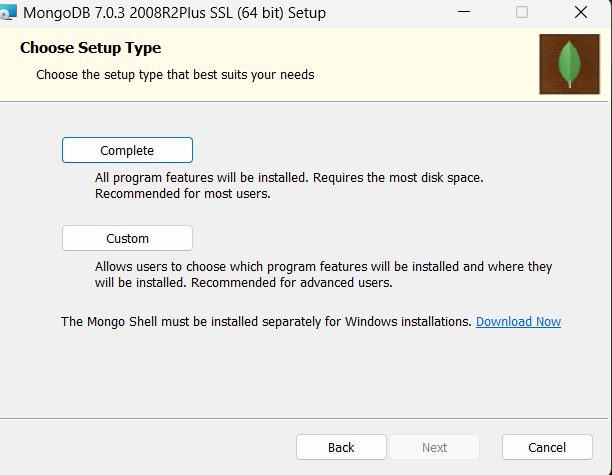 MongoDB 7.0.3 2008R2Plus SSL (64 bit) Setup
Choose Setup Type
Choose the setup type that best suits your needs
Complete
All program features will be installed. Requires the most disk space.
Recommended for most users.
Custom
Allows users to choose which program features will be installed and where they
will be installed. Recommended for advanced users.
The Mongo Shell must be installed separately for Windows installations. Download Now
Back Next Cancel